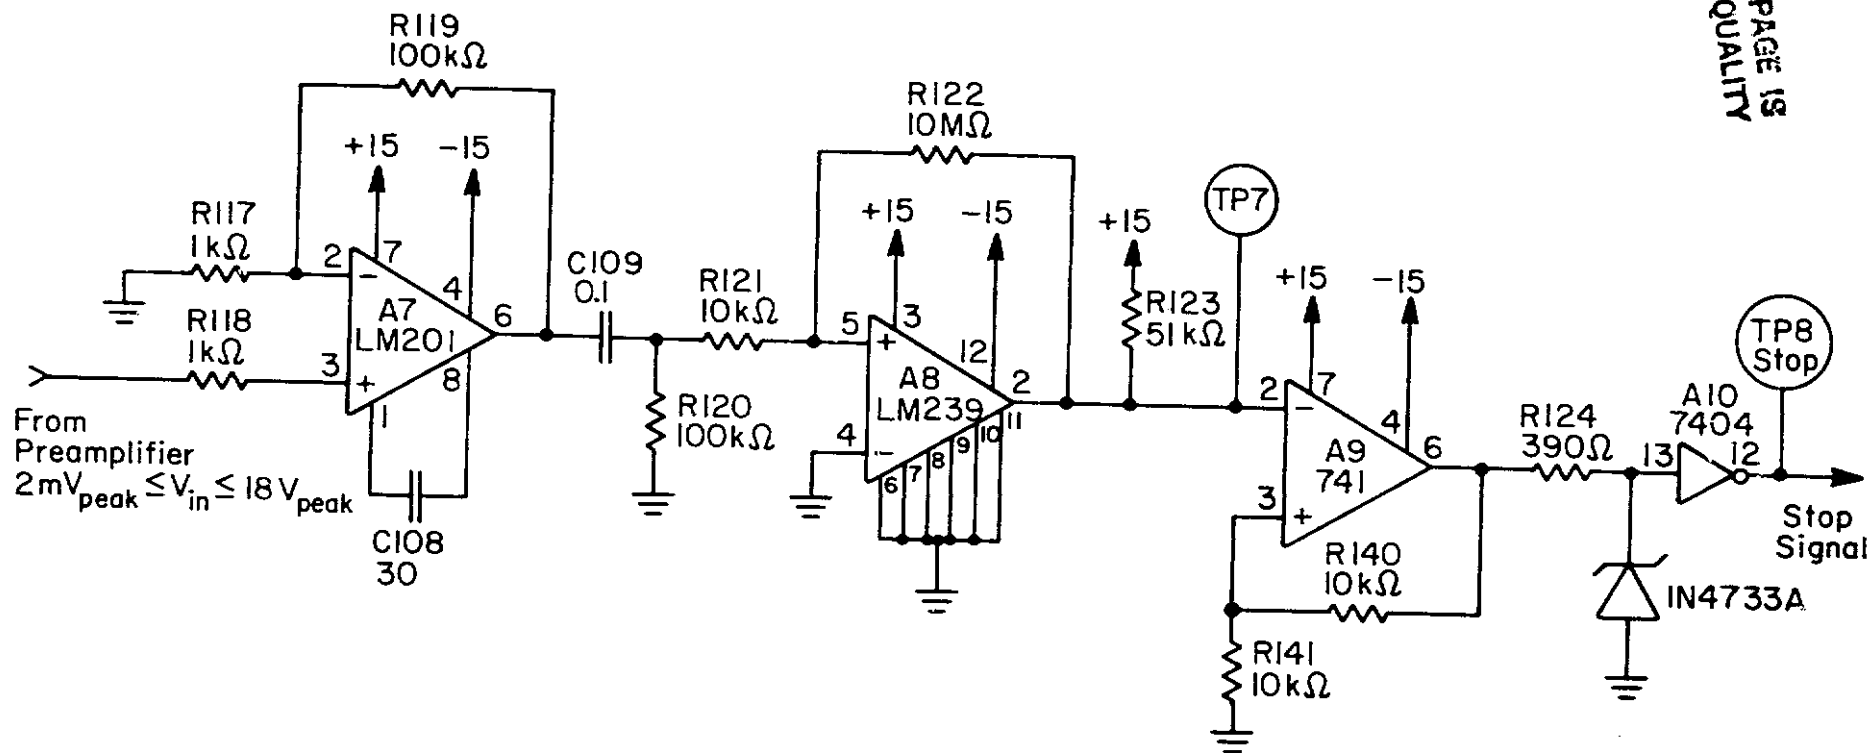 PAGE IS
QUALITY
R119
100kΩ
+15
-15
R117
1kΩ
2
-
7
4
A7
LM201
6
R118
1kΩ
3
+
8
1
From
Preamplifier
2mVpeak ≤ Vin ≤ 18Vpeak
C108
30
C109
0.1
R121
10kΩ
R120
100kΩ
R122
10MΩ
+15
-15
5
+
3
12
2
A8
LM239
11
10
9
8
7
6
4
-
+15
R123
51kΩ
TP7
+15
-15
2
-
7
4
6
A9
741
3
+
R140
10kΩ
R141
10kΩ
R124
390Ω
A10
7404
13
12
TP8
Stop
Stop
Signal
IN4733A